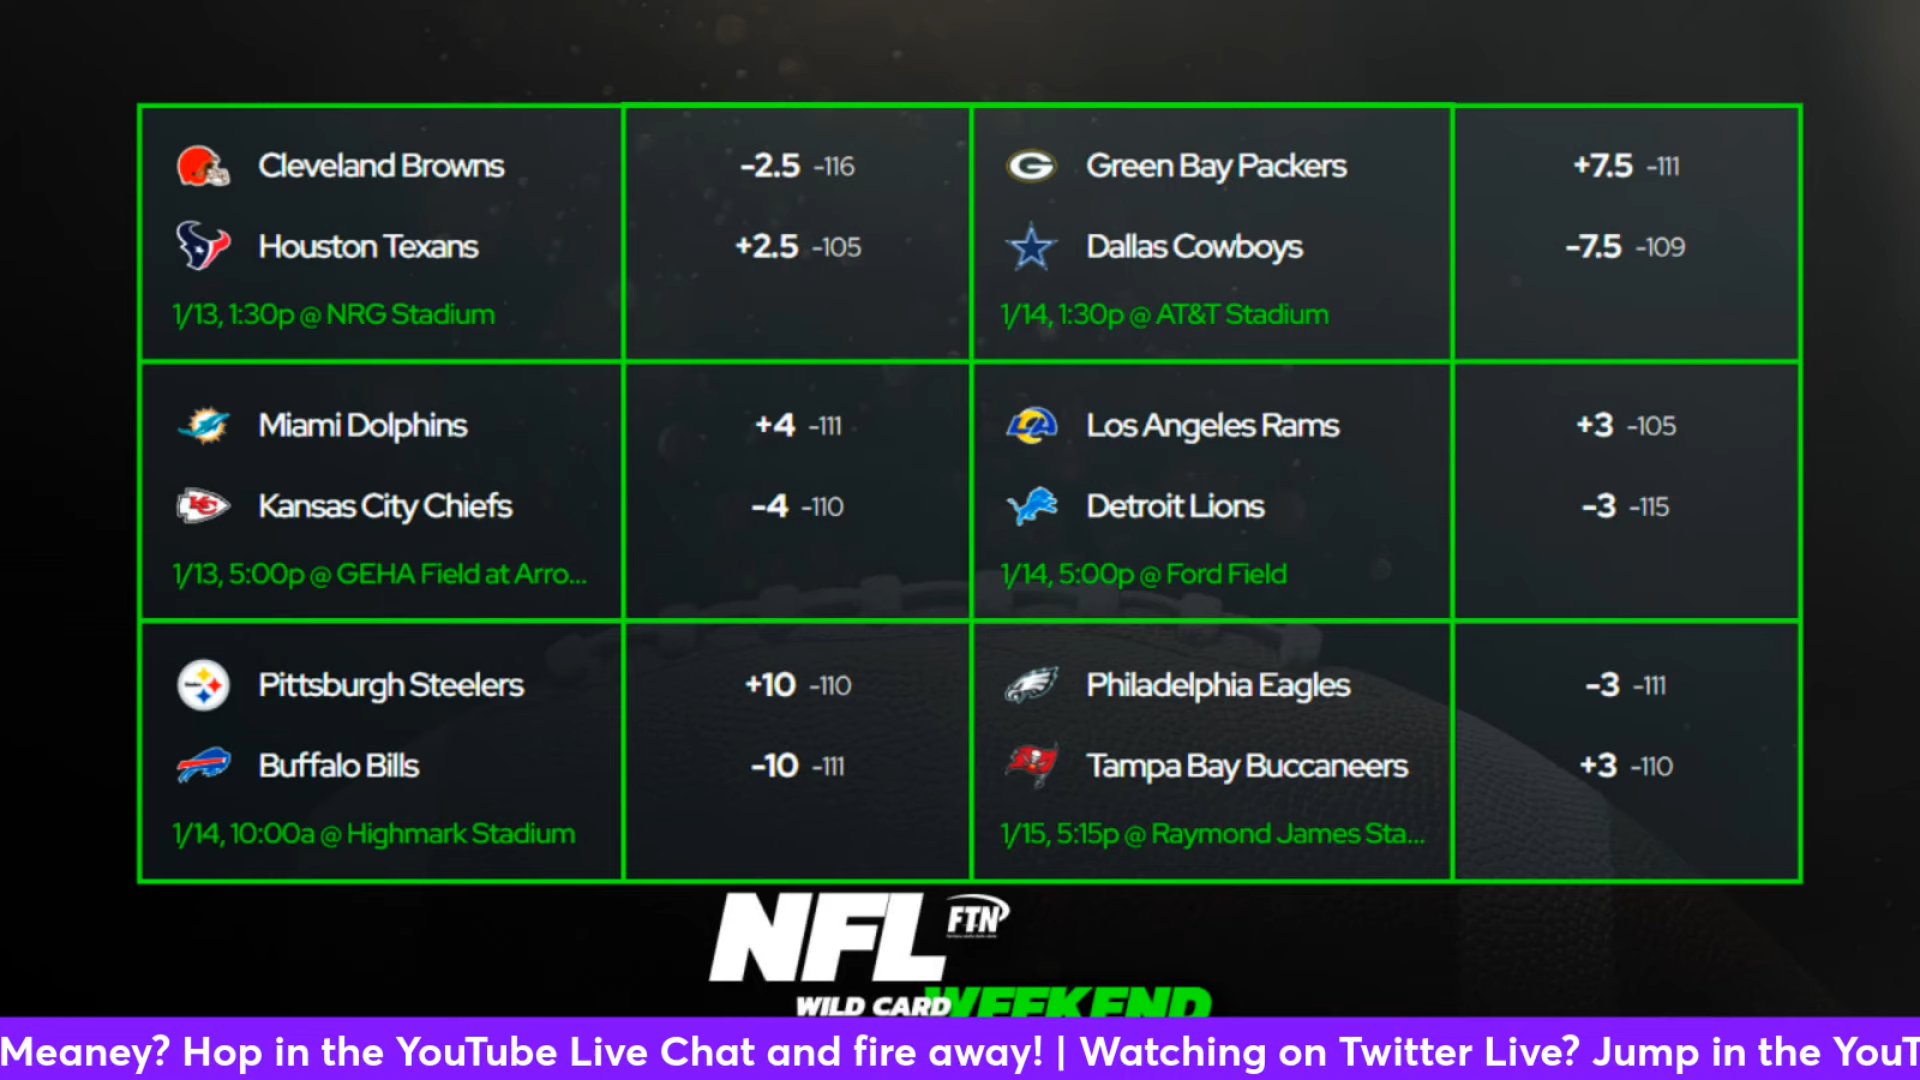 Cleveland Browns -2.5 -116
Houston Texans +2.5 -105
1/13, 1:30p @ NRG Stadium
Green Bay Packers +7.5 -111
Dallas Cowboys -7.5 -109
1/14, 1:30p @ AT&T Stadium
Miami Dolphins +4 -111
Kansas City Chiefs -4 -110
1/13, 5:00p @ GEHA Field at Arro...
Los Angeles Rams +3 -105
Detroit Lions -3 -115
1/14, 5:00p @ Ford Field
Pittsburgh Steelers +10 -110
Buffalo Bills -10 -111
1/14, 10:00a @ Highmark Stadium
Philadelphia Eagles -3 -111
Tampa Bay Buccaneers +3 -110
1/15, 5:15p @ Raymond James Sta...
NFL FTN
WILD CARD WEEKEND
Meaney? Hop in the YouTube Live Chat and fire away! | Watching on Twitter Live? Jump in the YouT